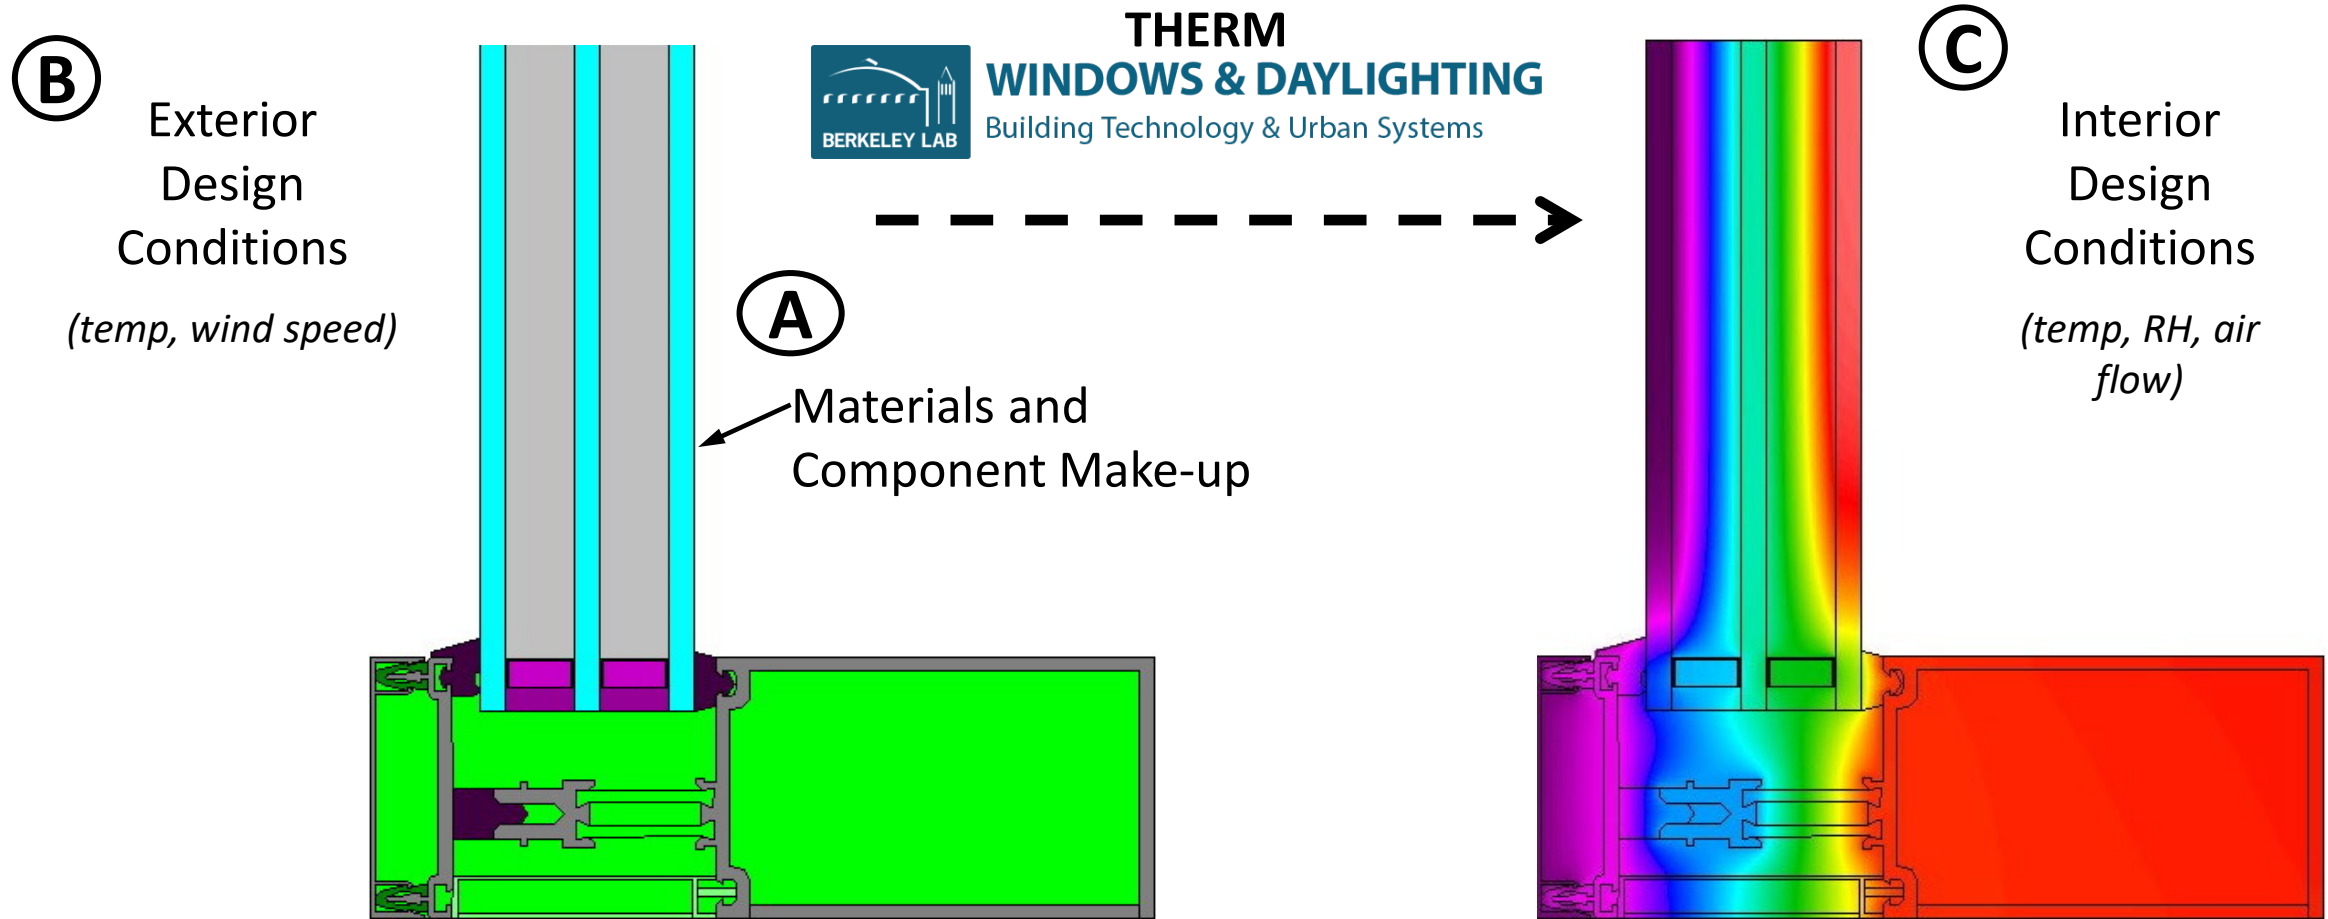 THERM
BERKELEY LAB
WINDOWS & DAYLIGHTING
Building Technology & Urban Systems
B
Exterior
Design
Conditions
(temp, wind speed)
A
Materials and
Component Make-up
C
Interior
Design
Conditions
(temp, RH, air
flow)